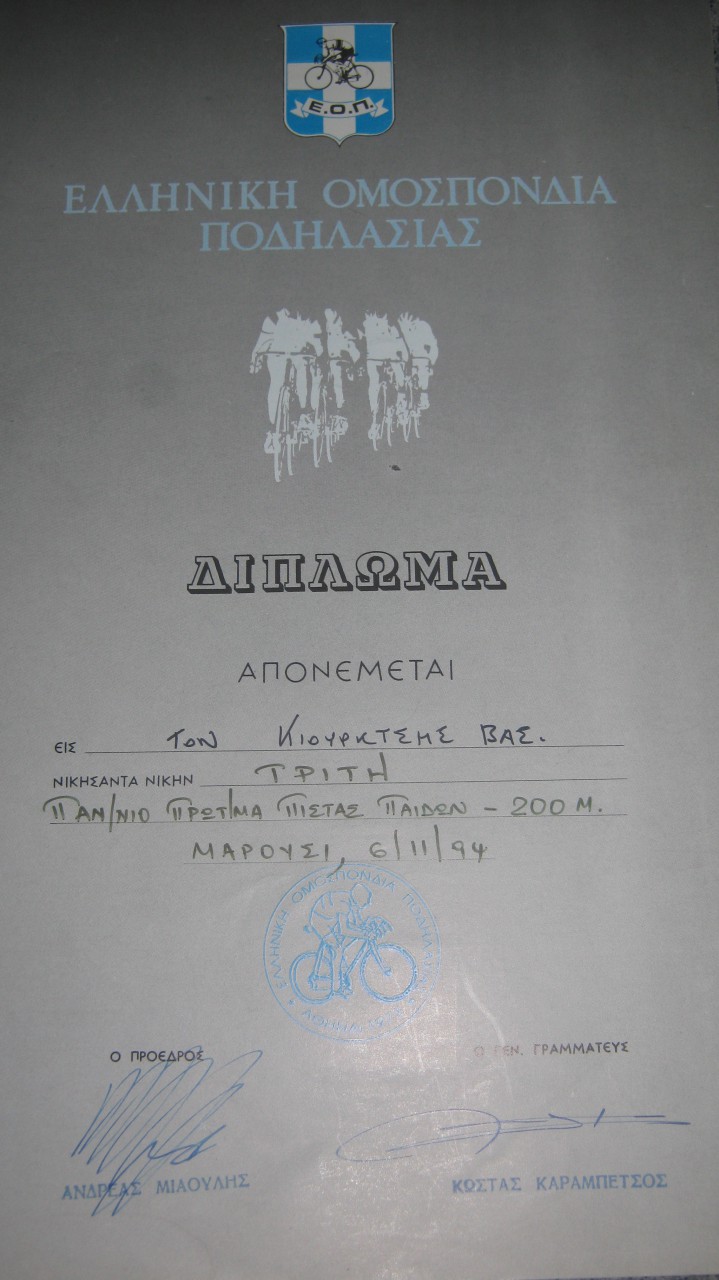 Ε.Ο.Π.
ΕΛΛΗΝΙΚΗ ΟΜΟΣΠΟΝΔΙΑ
ΠΟΔΗΛΑΣΙΑΣ
ΔΙΠΛΩΜΑ
ΑΠΟΝΕΜΕΤΑΙ
ΕΙΣ ΤΟΝ ΚΙΟΥΡΚΤΣΗΣ ΒΑΣ.
ΝΙΚΗΣΑΝΤΑ ΝΙΚΗΝ ΤΡΙΤΗ
ΠΑΝ/ΝΙΟ ΠΡΩΤ/ΜΑ ΠΙΣΤΑΣ ΠΑΙΔΩΝ - 200 Μ.
ΜΑΡΟΥΣΙ, 6/11/94
ΕΛΛΗΝΙΚΗ ΟΜΟΣΠΟΝΔΙΑ ΠΟΔΗΛΑΣΙΑΣ
Ο ΠΡΟΕΔΡΟΣ Ο ΓΕΝ. ΓΡΑΜΜΑΤΕΥΣ
ΑΝΔΡΕΑΣ ΜΙΑΟΥΛΗΣ ΚΩΣΤΑΣ ΚΑΡΑΜΠΕΤΣΟΣ